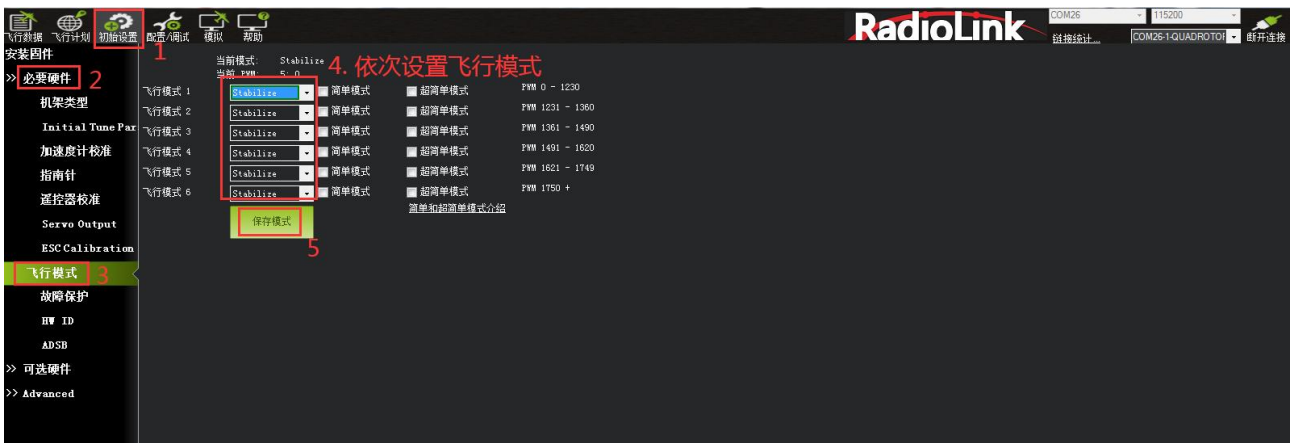 飞行数据 飞行计划 初始设置 配置/调试 模拟 帮助
RadioLink
COM26 115200
链接统计... COM26-1-QUADROTOR 断开连接
1
安装固件
>> 必要硬件 2
机架类型
Initial Tune Par
加速度计校准
指南针
遥控器校准
Servo Output
ESC Calibration
飞行模式 3
故障保护
HW ID
ADSB
>> 可选硬件
>> Advanced
当前模式: Stabilize
当前 PWM: 5: 0
4. 依次设置飞行模式
飞行模式 1 Stabilize 简单模式 超简单模式 PWM 0 - 1230
飞行模式 2 Stabilize 简单模式 超简单模式 PWM 1231 - 1360
飞行模式 3 Stabilize 简单模式 超简单模式 PWM 1361 - 1490
飞行模式 4 Stabilize 简单模式 超简单模式 PWM 1491 - 1620
飞行模式 5 Stabilize 简单模式 超简单模式 PWM 1621 - 1749
飞行模式 6 Stabilize 简单模式 超简单模式 PWM 1750 +
简单和超简单模式介绍
保存模式
5